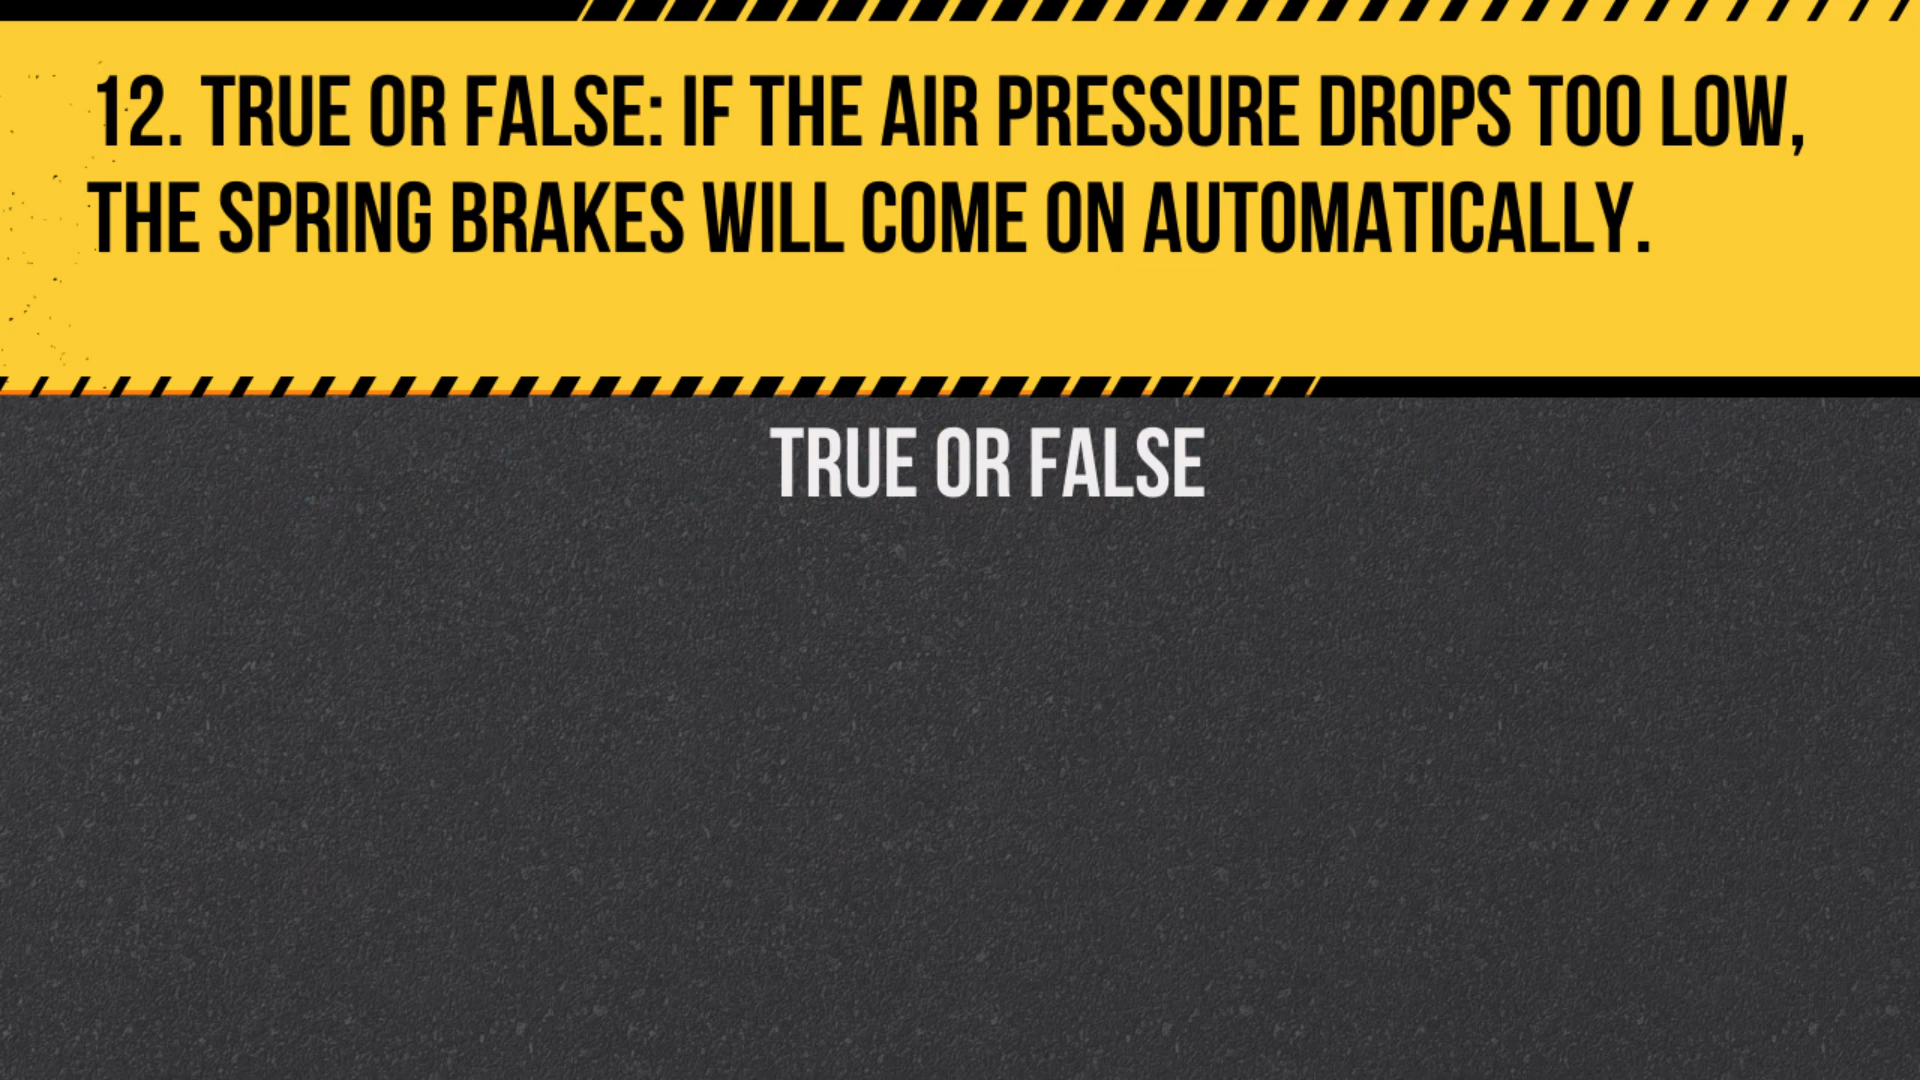 12. TRUE OR FALSE: IF THE AIR PRESSURE DROPS TOO LOW,
THE SPRING BRAKES WILL COME ON AUTOMATICALLY.
TRUE OR FALSE